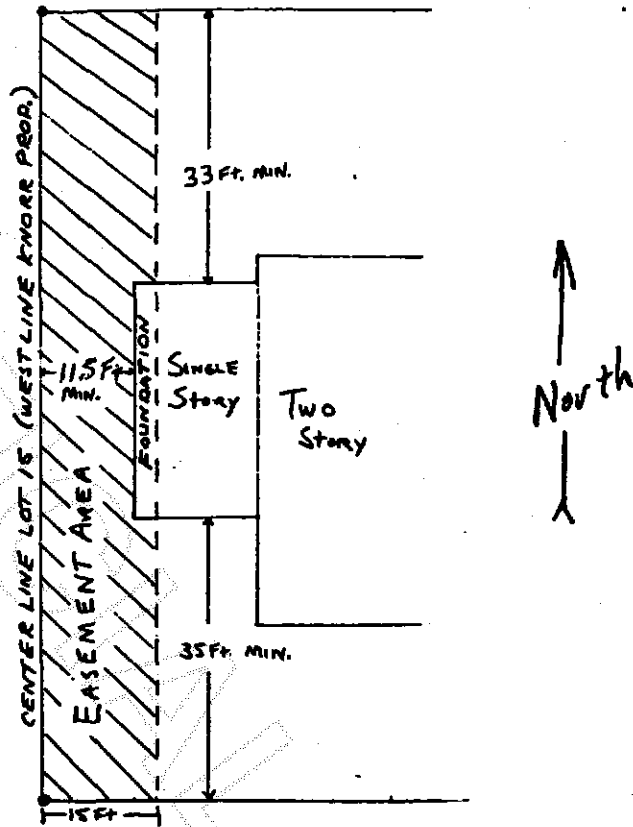 CENTER LINE LOT 15 (WEST LINE KNORR PROP.)
33 Ft. MIN.
11.5 Ft
MIN.
FOUNDATION
SINGLE
STORY
TWO
STORY
North
EASEMENT AREA
35 Ft. MIN.
15 Ft